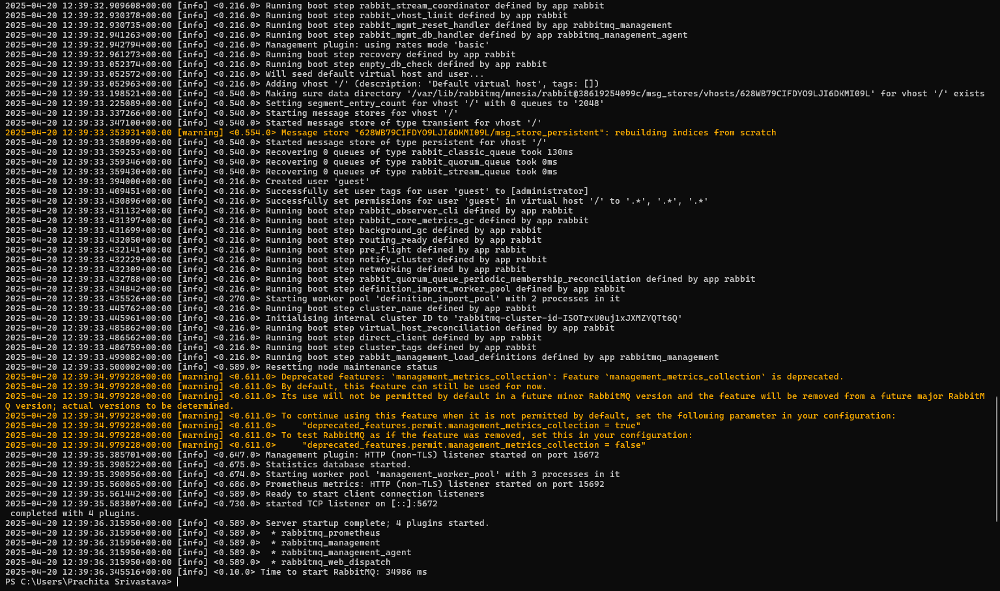 2025-04-20 12:39:32.909608+00:00 [info] <0.216.0> Running boot step rabbit_stream_coordinator defined by app rabbit
2025-04-20 12:39:32.930378+00:00 [info] <0.216.0> Running boot step rabbit_vhost_limit defined by app rabbit
2025-04-20 12:39:32.930735+00:00 [info] <0.216.0> Running boot step rabbit_mgmt_reset_handler defined by app rabbitmq_management
2025-04-20 12:39:32.941263+00:00 [info] <0.216.0> Running boot step rabbit_mgmt_db_handler defined by app rabbitmq_management_agent
2025-04-20 12:39:32.942794+00:00 [info] <0.216.0> Management plugin: using rates mode 'basic'
2025-04-20 12:39:32.961273+00:00 [info] <0.216.0> Running boot step recovery defined by app rabbit
2025-04-20 12:39:33.052374+00:00 [info] <0.216.0> Running boot step empty_db_check defined by app rabbit
2025-04-20 12:39:33.052572+00:00 [info] <0.216.0> Will seed default virtual host and user...
2025-04-20 12:39:33.052963+00:00 [info] <0.216.0> Adding vhost '/' (description: 'Default virtual host', tags: [])
2025-04-20 12:39:33.198521+00:00 [info] <0.540.0> Making sure data directory '/var/lib/rabbitmq/mnesia/rabbit@38619254099c/msg_stores/vhosts/628WB79CIFDYO9LJI6DKMI09L' for vhost '/' exists
2025-04-20 12:39:33.225089+00:00 [info] <0.540.0> Setting segment_entry_count for vhost '/' with 0 queues to '2048'
2025-04-20 12:39:33.337266+00:00 [info] <0.540.0> Starting message stores for vhost '/'
2025-04-20 12:39:33.347100+00:00 [info] <0.540.0> Started message store of type transient for vhost '/'
2025-04-20 12:39:33.353931+00:00 [warning] <0.554.0> Message store "628WB79CIFDYO9LJI6DKMI09L/msg_store_persistent": rebuilding indices from scratch
2025-04-20 12:39:33.358899+00:00 [info] <0.540.0> Started message store of type persistent for vhost '/'
2025-04-20 12:39:33.359253+00:00 [info] <0.540.0> Recovering 0 queues of type rabbit_classic_queue took 130ms
2025-04-20 12:39:33.359346+00:00 [info] <0.540.0> Recovering 0 queues of type rabbit_quorum_queue took 0ms
2025-04-20 12:39:33.359430+00:00 [info] <0.540.0> Recovering 0 queues of type rabbit_stream_queue took 0ms
2025-04-20 12:39:33.394000+00:00 [info] <0.216.0> Created user 'guest'
2025-04-20 12:39:33.409451+00:00 [info] <0.216.0> Successfully set user tags for user 'guest' to [administrator]
2025-04-20 12:39:33.430896+00:00 [info] <0.216.0> Successfully set permissions for user 'guest' in virtual host '/' to '.*', '.*', '.*'
2025-04-20 12:39:33.431132+00:00 [info] <0.216.0> Running boot step rabbit_observer_cli defined by app rabbit
2025-04-20 12:39:33.431397+00:00 [info] <0.216.0> Running boot step rabbit_core_metrics_gc defined by app rabbit
2025-04-20 12:39:33.431699+00:00 [info] <0.216.0> Running boot step background_gc defined by app rabbit
2025-04-20 12:39:33.432050+00:00 [info] <0.216.0> Running boot step routing_ready defined by app rabbit
2025-04-20 12:39:33.432141+00:00 [info] <0.216.0> Running boot step pre_flight defined by app rabbit
2025-04-20 12:39:33.432229+00:00 [info] <0.216.0> Running boot step notify_cluster defined by app rabbit
2025-04-20 12:39:33.432309+00:00 [info] <0.216.0> Running boot step networking defined by app rabbit
2025-04-20 12:39:33.432788+00:00 [info] <0.216.0> Running boot step rabbit_quorum_queue_periodic_membership_reconciliation defined by app rabbit
2025-04-20 12:39:33.434842+00:00 [info] <0.216.0> Running boot step definition_import_worker_pool defined by app rabbit
2025-04-20 12:39:33.435526+00:00 [info] <0.270.0> Starting worker pool 'definition_import_pool' with 2 processes in it
2025-04-20 12:39:33.445762+00:00 [info] <0.216.0> Running boot step cluster_name defined by app rabbit
2025-04-20 12:39:33.445961+00:00 [info] <0.216.0> Initialising internal cluster ID to 'rabbitmq-cluster-id-ISOTrxU0uj1xJXMZYQTt6Q'
2025-04-20 12:39:33.485862+00:00 [info] <0.216.0> Running boot step virtual_host_reconciliation defined by app rabbit
2025-04-20 12:39:33.486562+00:00 [info] <0.216.0> Running boot step direct_client defined by app rabbit
2025-04-20 12:39:33.486759+00:00 [info] <0.216.0> Running boot step cluster_tags defined by app rabbit
2025-04-20 12:39:33.499082+00:00 [info] <0.216.0> Running boot step rabbit_management_load_definitions defined by app rabbitmq_management
2025-04-20 12:39:33.500002+00:00 [info] <0.589.0> Resetting node maintenance status
2025-04-20 12:39:34.979228+00:00 [warning] <0.611.0> Deprecated features: `management_metrics_collection`: Feature `management_metrics_collection` is deprecated.
2025-04-20 12:39:34.979228+00:00 [warning] <0.611.0> By default, this feature can still be used for now.
2025-04-20 12:39:34.979228+00:00 [warning] <0.611.0> Its use will not be permitted by default in a future minor RabbitMQ version and the feature will be removed from a future major RabbitM
Q version; actual versions to be determined.
2025-04-20 12:39:34.979228+00:00 [warning] <0.611.0> To continue using this feature when it is not permitted by default, set the following parameter in your configuration:
2025-04-20 12:39:34.979228+00:00 [warning] <0.611.0>     "deprecated_features.permit.management_metrics_collection = true"
2025-04-20 12:39:34.979228+00:00 [warning] <0.611.0> To test RabbitMQ as if the feature was removed, set this in your configuration:
2025-04-20 12:39:34.979228+00:00 [warning] <0.611.0>     "deprecated_features.permit.management_metrics_collection = false"
2025-04-20 12:39:35.385701+00:00 [info] <0.647.0> Management plugin: HTTP (non-TLS) listener started on port 15672
2025-04-20 12:39:35.390522+00:00 [info] <0.675.0> Statistics database started.
2025-04-20 12:39:35.390956+00:00 [info] <0.674.0> Starting worker pool 'management_worker_pool' with 3 processes in it
2025-04-20 12:39:35.560065+00:00 [info] <0.686.0> Prometheus metrics: HTTP (non-TLS) listener started on port 15692
2025-04-20 12:39:35.561442+00:00 [info] <0.589.0> Ready to start client connection listeners
2025-04-20 12:39:35.583807+00:00 [info] <0.730.0> started TCP listener on [::]:5672
 completed with 4 plugins.
2025-04-20 12:39:36.315950+00:00 [info] <0.589.0> Server startup complete; 4 plugins started.
2025-04-20 12:39:36.315950+00:00 [info] <0.589.0>  * rabbitmq_prometheus
2025-04-20 12:39:36.315950+00:00 [info] <0.589.0>  * rabbitmq_management
2025-04-20 12:39:36.315950+00:00 [info] <0.589.0>  * rabbitmq_management_agent
2025-04-20 12:39:36.315950+00:00 [info] <0.589.0>  * rabbitmq_web_dispatch
2025-04-20 12:39:36.345516+00:00 [info] <0.10.0> Time to start RabbitMQ: 34986 ms
PS C:\Users\Prachita Srivastava>